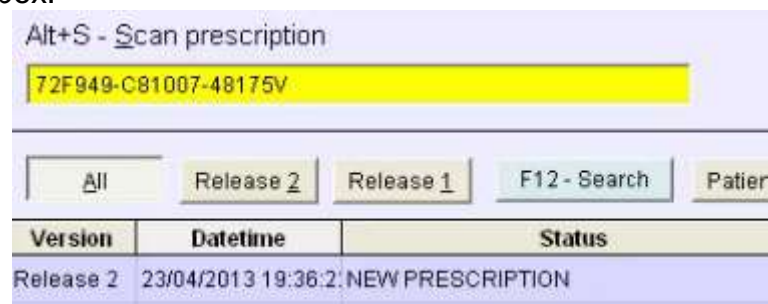 Alt+S - Scan prescription
72F949-C81007-48175V
All Release 2 Release 1 F12 - Search
Version Datetime Status
Release 2 23/04/2013 19:36:2 NEW PRESCRIPTION